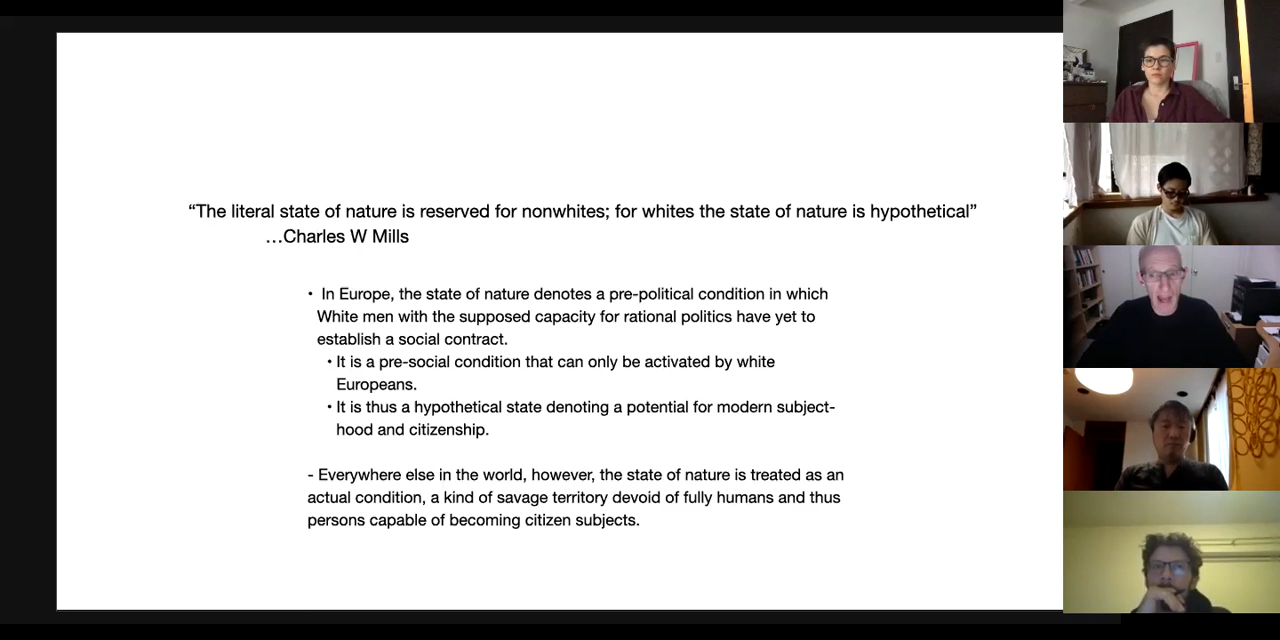 “The literal state of nature is reserved for nonwhites; for whites the state of nature is hypothetical”
…Charles W Mills
• In Europe, the state of nature denotes a pre-political condition in which
White men with the supposed capacity for rational politics have yet to
establish a social contract.
• It is a pre-social condition that can only be activated by white
Europeans.
• It is thus a hypothetical state denoting a potential for modern subject-
hood and citizenship.
- Everywhere else in the world, however, the state of nature is treated as an
actual condition, a kind of savage territory devoid of fully humans and thus
persons capable of becoming citizen subjects.